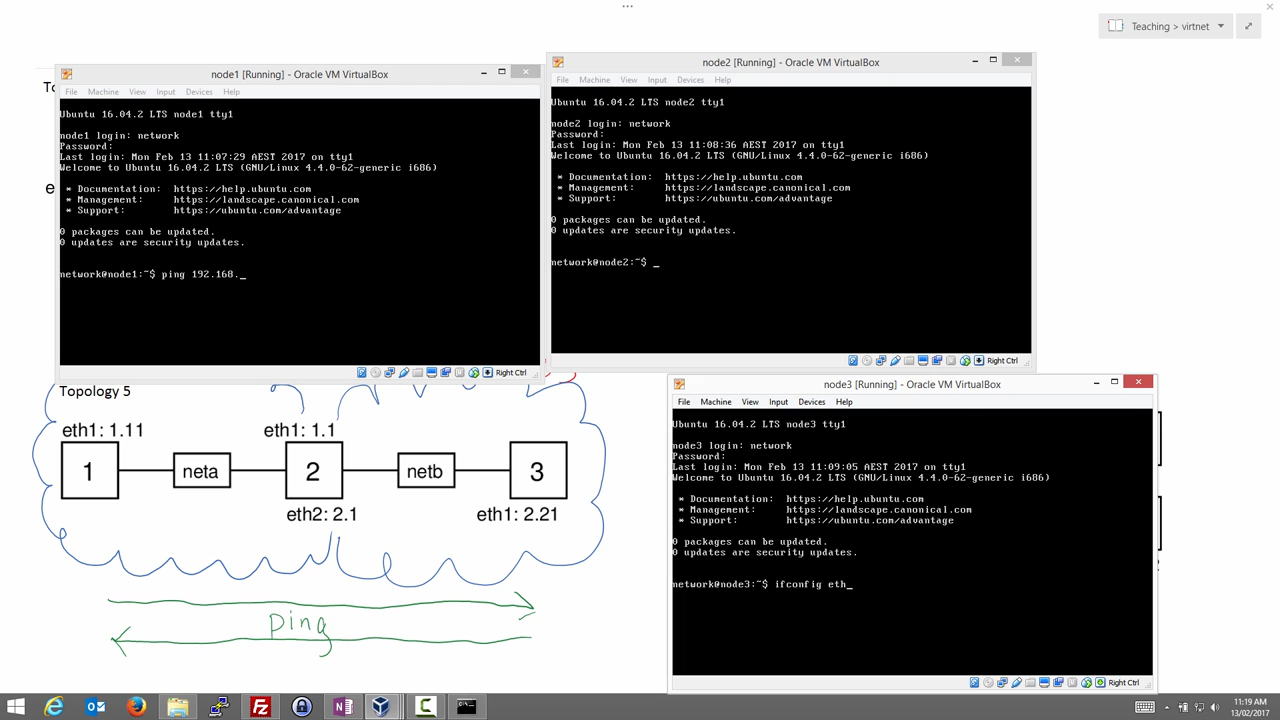 Teaching > virtnet
To
e
node1 [Running] - Oracle VM VirtualBox
File Machine View Input Devices Help
Ubuntu 16.04.2 LTS node1 tty1
node1 login: network
Password:
Last login: Mon Feb 13 11:07:29 AEST 2017 on tty1
Welcome to Ubuntu 16.04.2 LTS (GNU/Linux 4.4.0-62-generic i686)
* Documentation: https://help.ubuntu.com
* Management: https://landscape.canonical.com
* Support: https://ubuntu.com/advantage
0 packages can be updated.
0 updates are security updates.
network@node1:~$ ping 192.168._
Right Ctrl
node2 [Running] - Oracle VM VirtualBox
File Machine View Input Devices Help
Ubuntu 16.04.2 LTS node2 tty1
node2 login: network
Password:
Last login: Mon Feb 13 11:08:36 AEST 2017 on tty1
Welcome to Ubuntu 16.04.2 LTS (GNU/Linux 4.4.0-62-generic i686)
* Documentation: https://help.ubuntu.com
* Management: https://landscape.canonical.com
* Support: https://ubuntu.com/advantage
0 packages can be updated.
0 updates are security updates.
network@node2:~$ _
Right Ctrl
node3 [Running] - Oracle VM VirtualBox
File Machine View Input Devices Help
Ubuntu 16.04.2 LTS node3 tty1
node3 login: network
Password:
Last login: Mon Feb 13 11:09:05 AEST 2017 on tty1
Welcome to Ubuntu 16.04.2 LTS (GNU/Linux 4.4.0-62-generic i686)
* Documentation: https://help.ubuntu.com
* Management: https://landscape.canonical.com
* Support: https://ubuntu.com/advantage
0 packages can be updated.
0 updates are security updates.
network@node3:~$ ifconfig eth_
Right Ctrl
Topology 5
eth1: 1.11 eth1: 1.1
1 neta 2 netb 3
eth2: 2.1 eth1: 2.21
ping
11:19 AM
13/02/2017